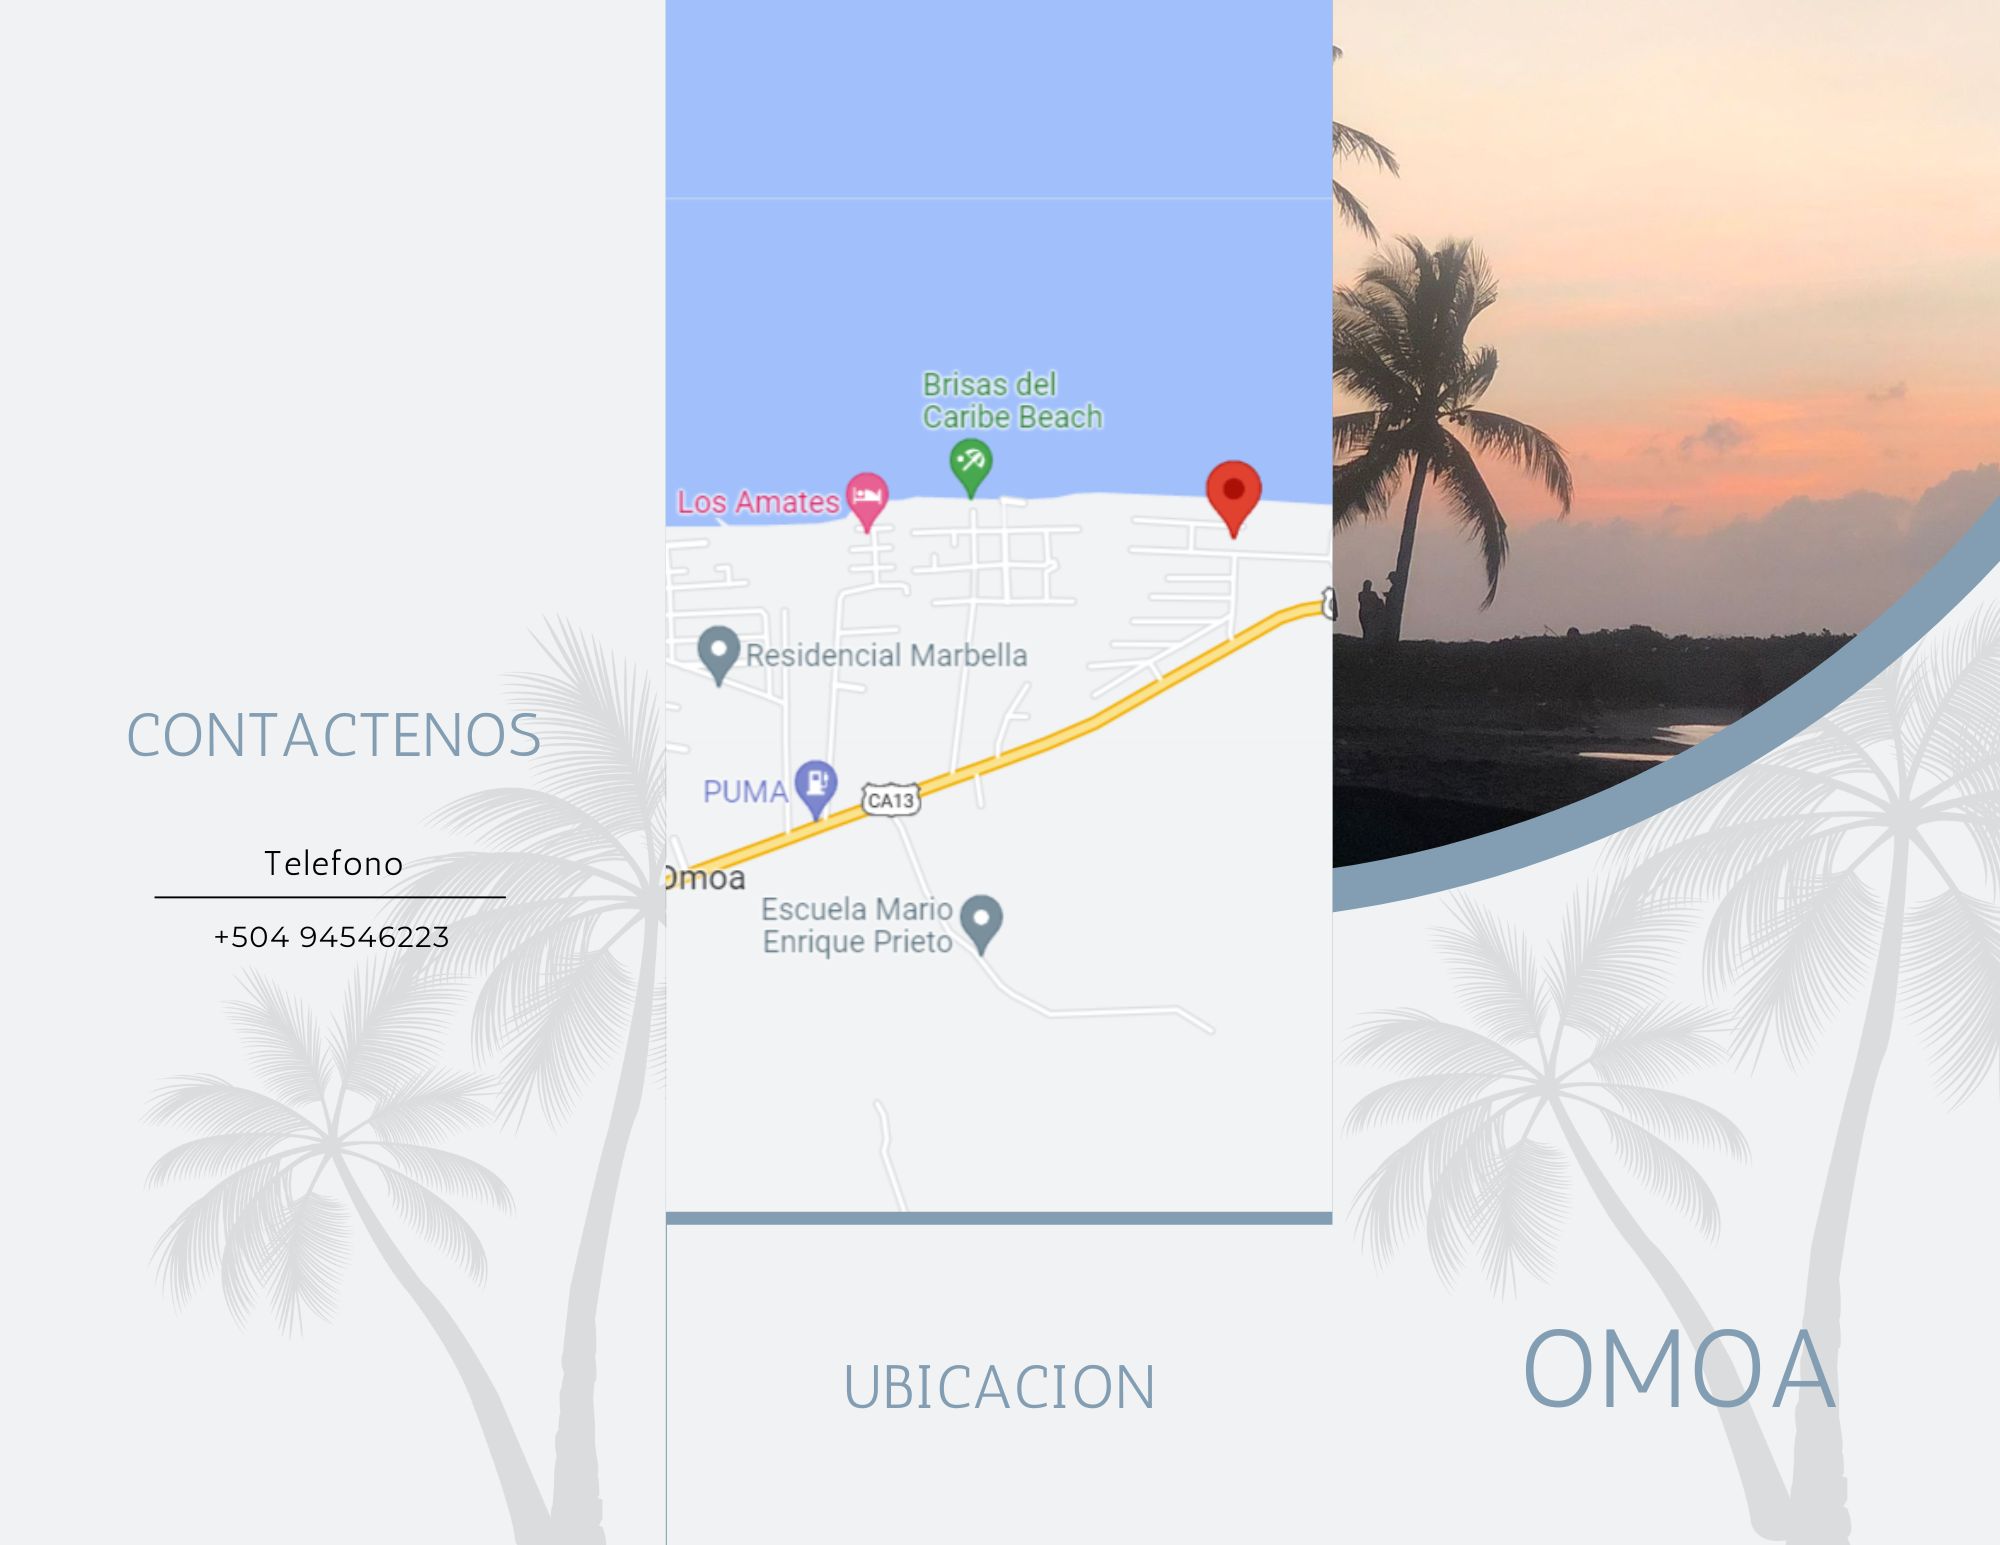 CONTACTENOS
Telefono
+504 94546223
Brisas del
Caribe Beach
Los Amates
Residencial Marbella
PUMA
CA13
Omoa
Escuela Mario
Enrique Prieto
UBICACION
OMOA